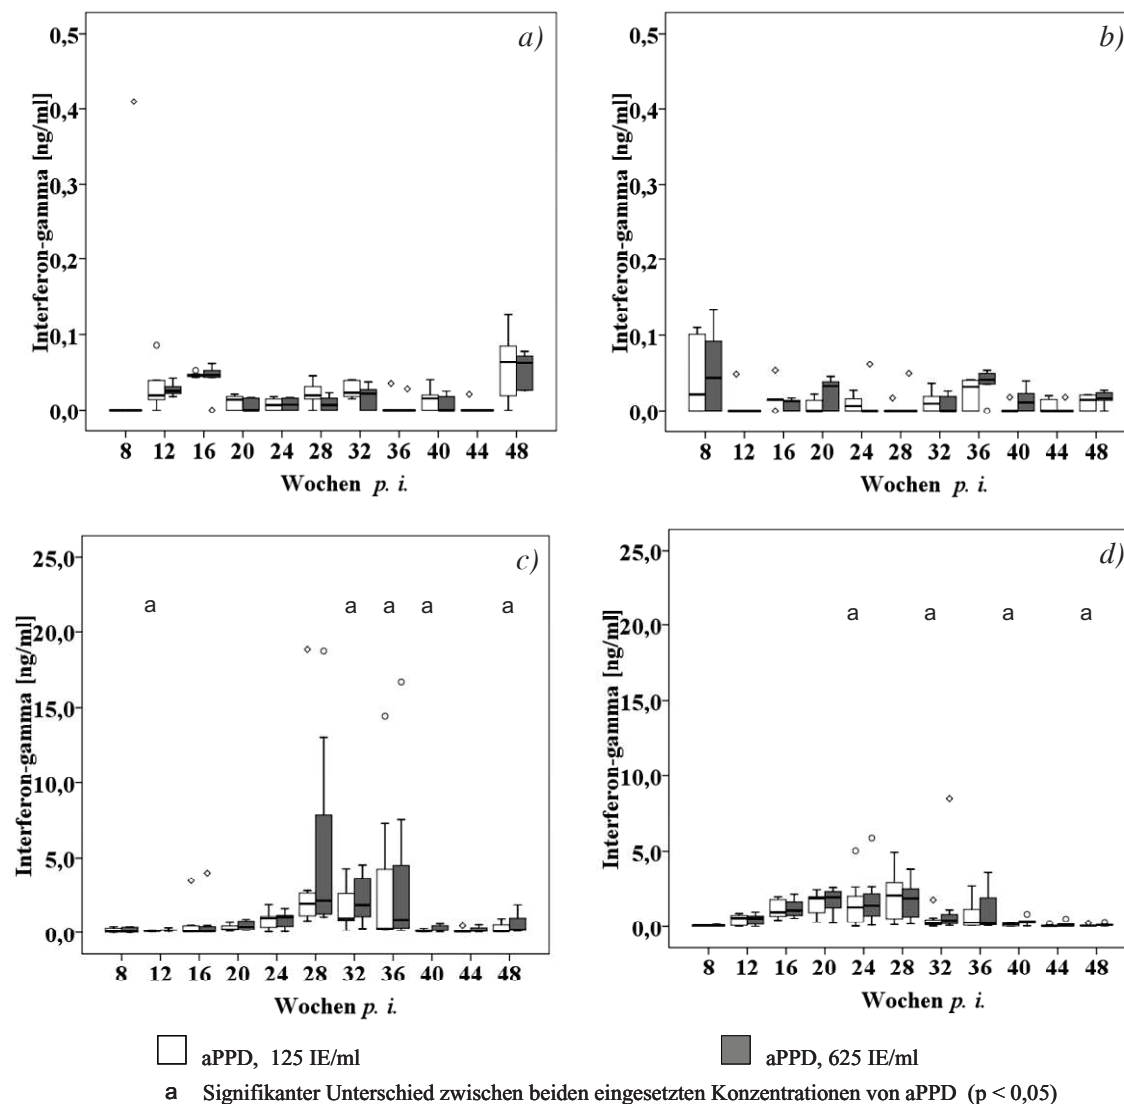 a)
0,5
0,4
0,3
0,2
0,1
0,0
Interferon-gamma [ng/ml]
8 12 16 20 24 28 32 36 40 44 48
Wochen p. i.
b)
0,5
0,4
0,3
0,2
0,1
0,0
Interferon-gamma [ng/ml]
8 12 16 20 24 28 32 36 40 44 48
Wochen p. i.
c)
25,0
20,0
15,0
10,0
5,0
0,0
Interferon-gamma [ng/ml]
a a a a a
8 12 16 20 24 28 32 36 40 44 48
Wochen p. i.
d)
25,0
20,0
15,0
10,0
5,0
0,0
Interferon-gamma [ng/ml]
a a a a
8 12 16 20 24 28 32 36 40 44 48
Wochen p. i.
aPPD, 125 IE/ml
aPPD, 625 IE/ml
a Signifikanter Unterschied zwischen beiden eingesetzten Konzentrationen von aPPD (p < 0,05)